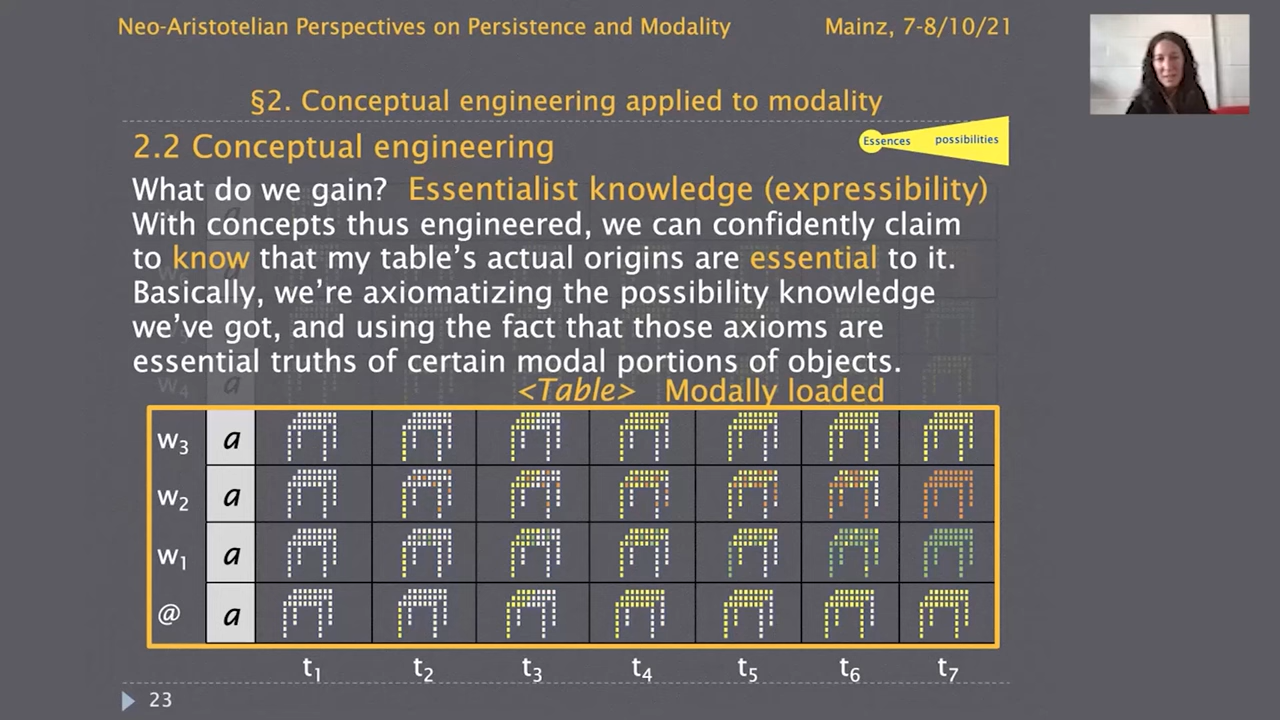 Neo-Aristotelian Perspectives on Persistence and Modality Mainz, 7-8/10/21
§2. Conceptual engineering applied to modality
2.2 Conceptual engineering
Essences possibilities
What do we gain? Essentialist knowledge (expressibility)
With concepts thus engineered, we can confidently claim
to know that my table’s actual origins are essential to it.
Basically, we’re axiomatizing the possibility knowledge
we’ve got, and using the fact that those axioms are
essential truths of certain modal portions of objects.
<Table> Modally loaded
w₃ a
w₂ a
w₁ a
@ a
t₁ t₂ t₃ t₄ t₅ t₆ t₇
23